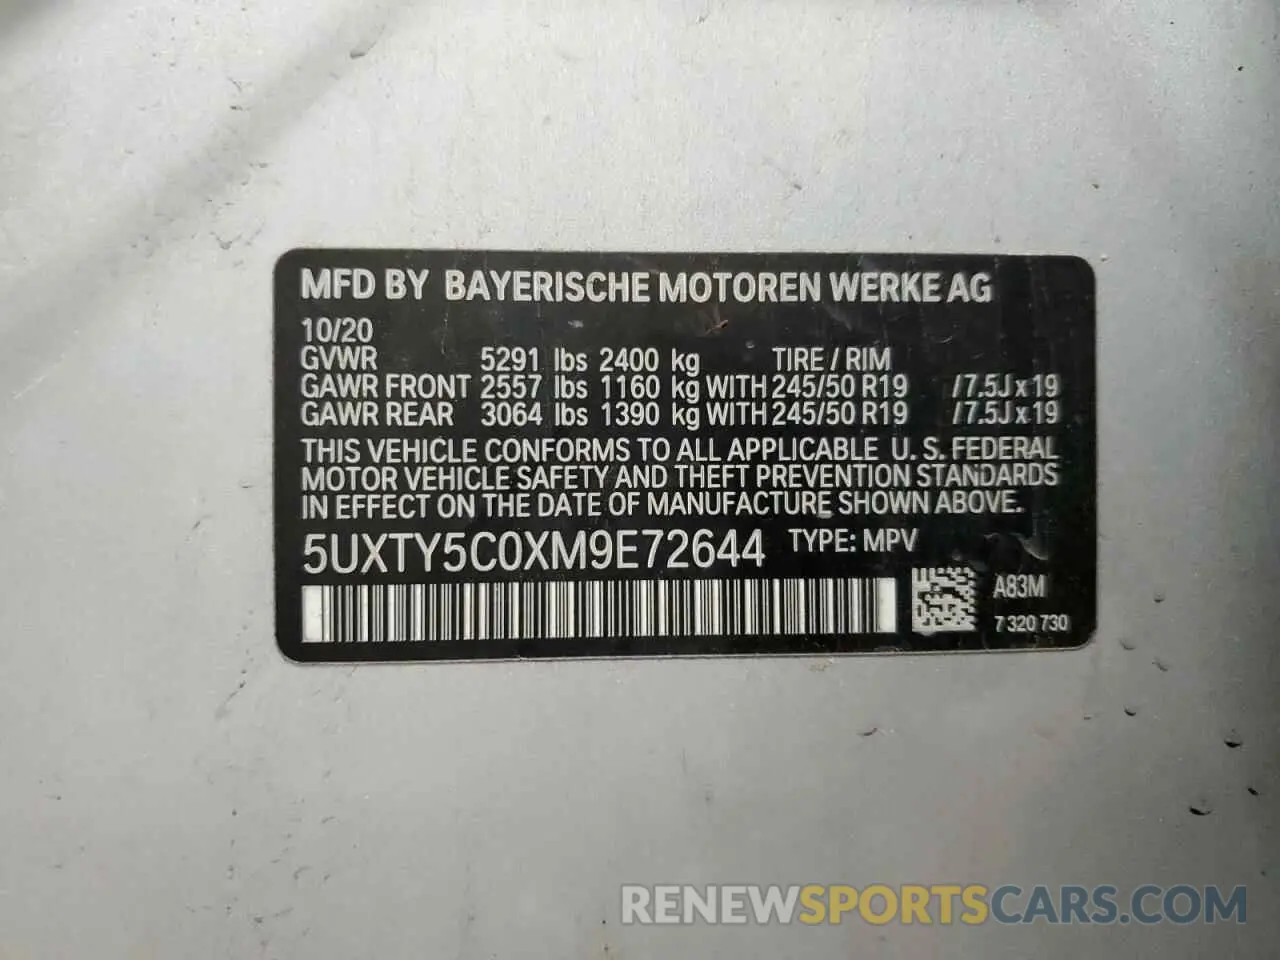 MFD BY BAYERISCHE MOTOREN WERKE AG
10/20
GVWR 5291 lbs 2400 kg TIRE / RIM
GAWR FRONT 2557 lbs 1160 kg WITH 245/50 R19 /7.5J x 19
GAWR REAR 3064 lbs 1390 kg WITH 245/50 R19 /7.5J x 19
THIS VEHICLE CONFORMS TO ALL APPLICABLE U. S. FEDERAL
MOTOR VEHICLE SAFETY AND THEFT PREVENTION STANDARDS
IN EFFECT ON THE DATE OF MANUFACTURE SHOWN ABOVE.
5UXTY5C0XM9E72644 TYPE: MPV
A83M
7 320 730
RENEWSPORTSCARS.COM